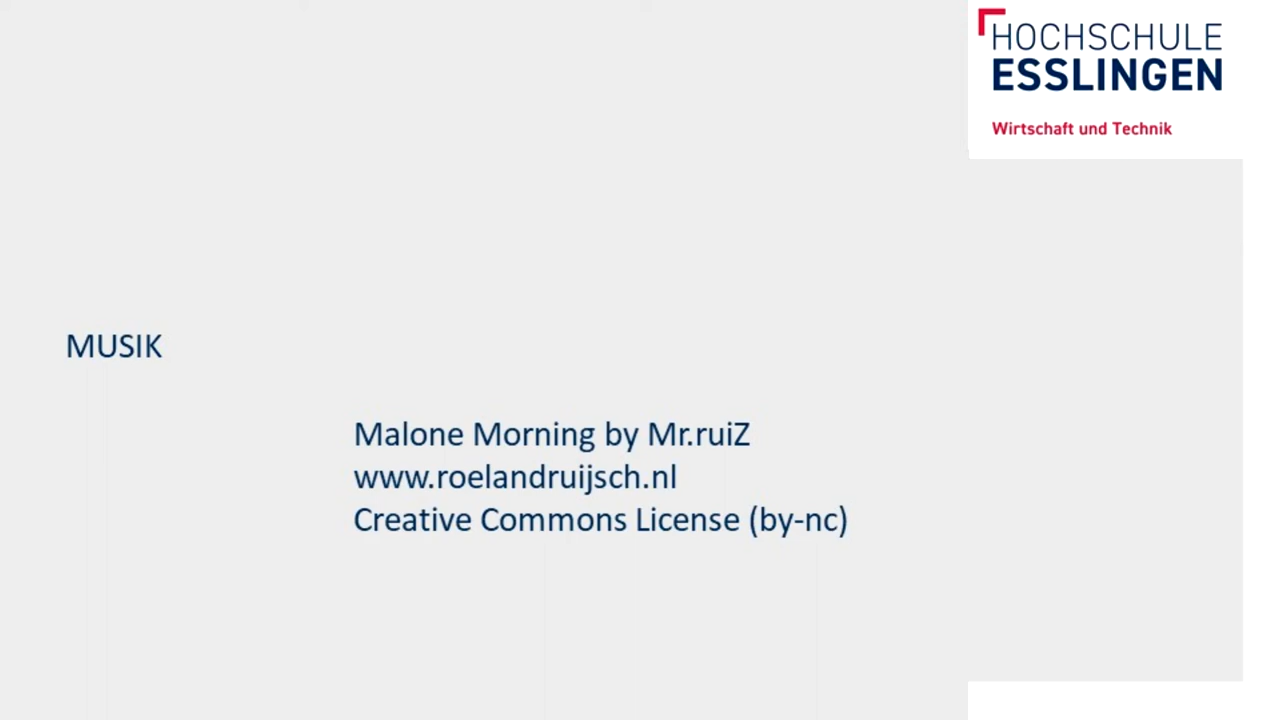 HOCHSCHULE
ESSLINGEN
Wirtschaft und Technik
MUSIK
Malone Morning by Mr.ruiZ
www.roelandruijsch.nl
Creative Commons License (by-nc)